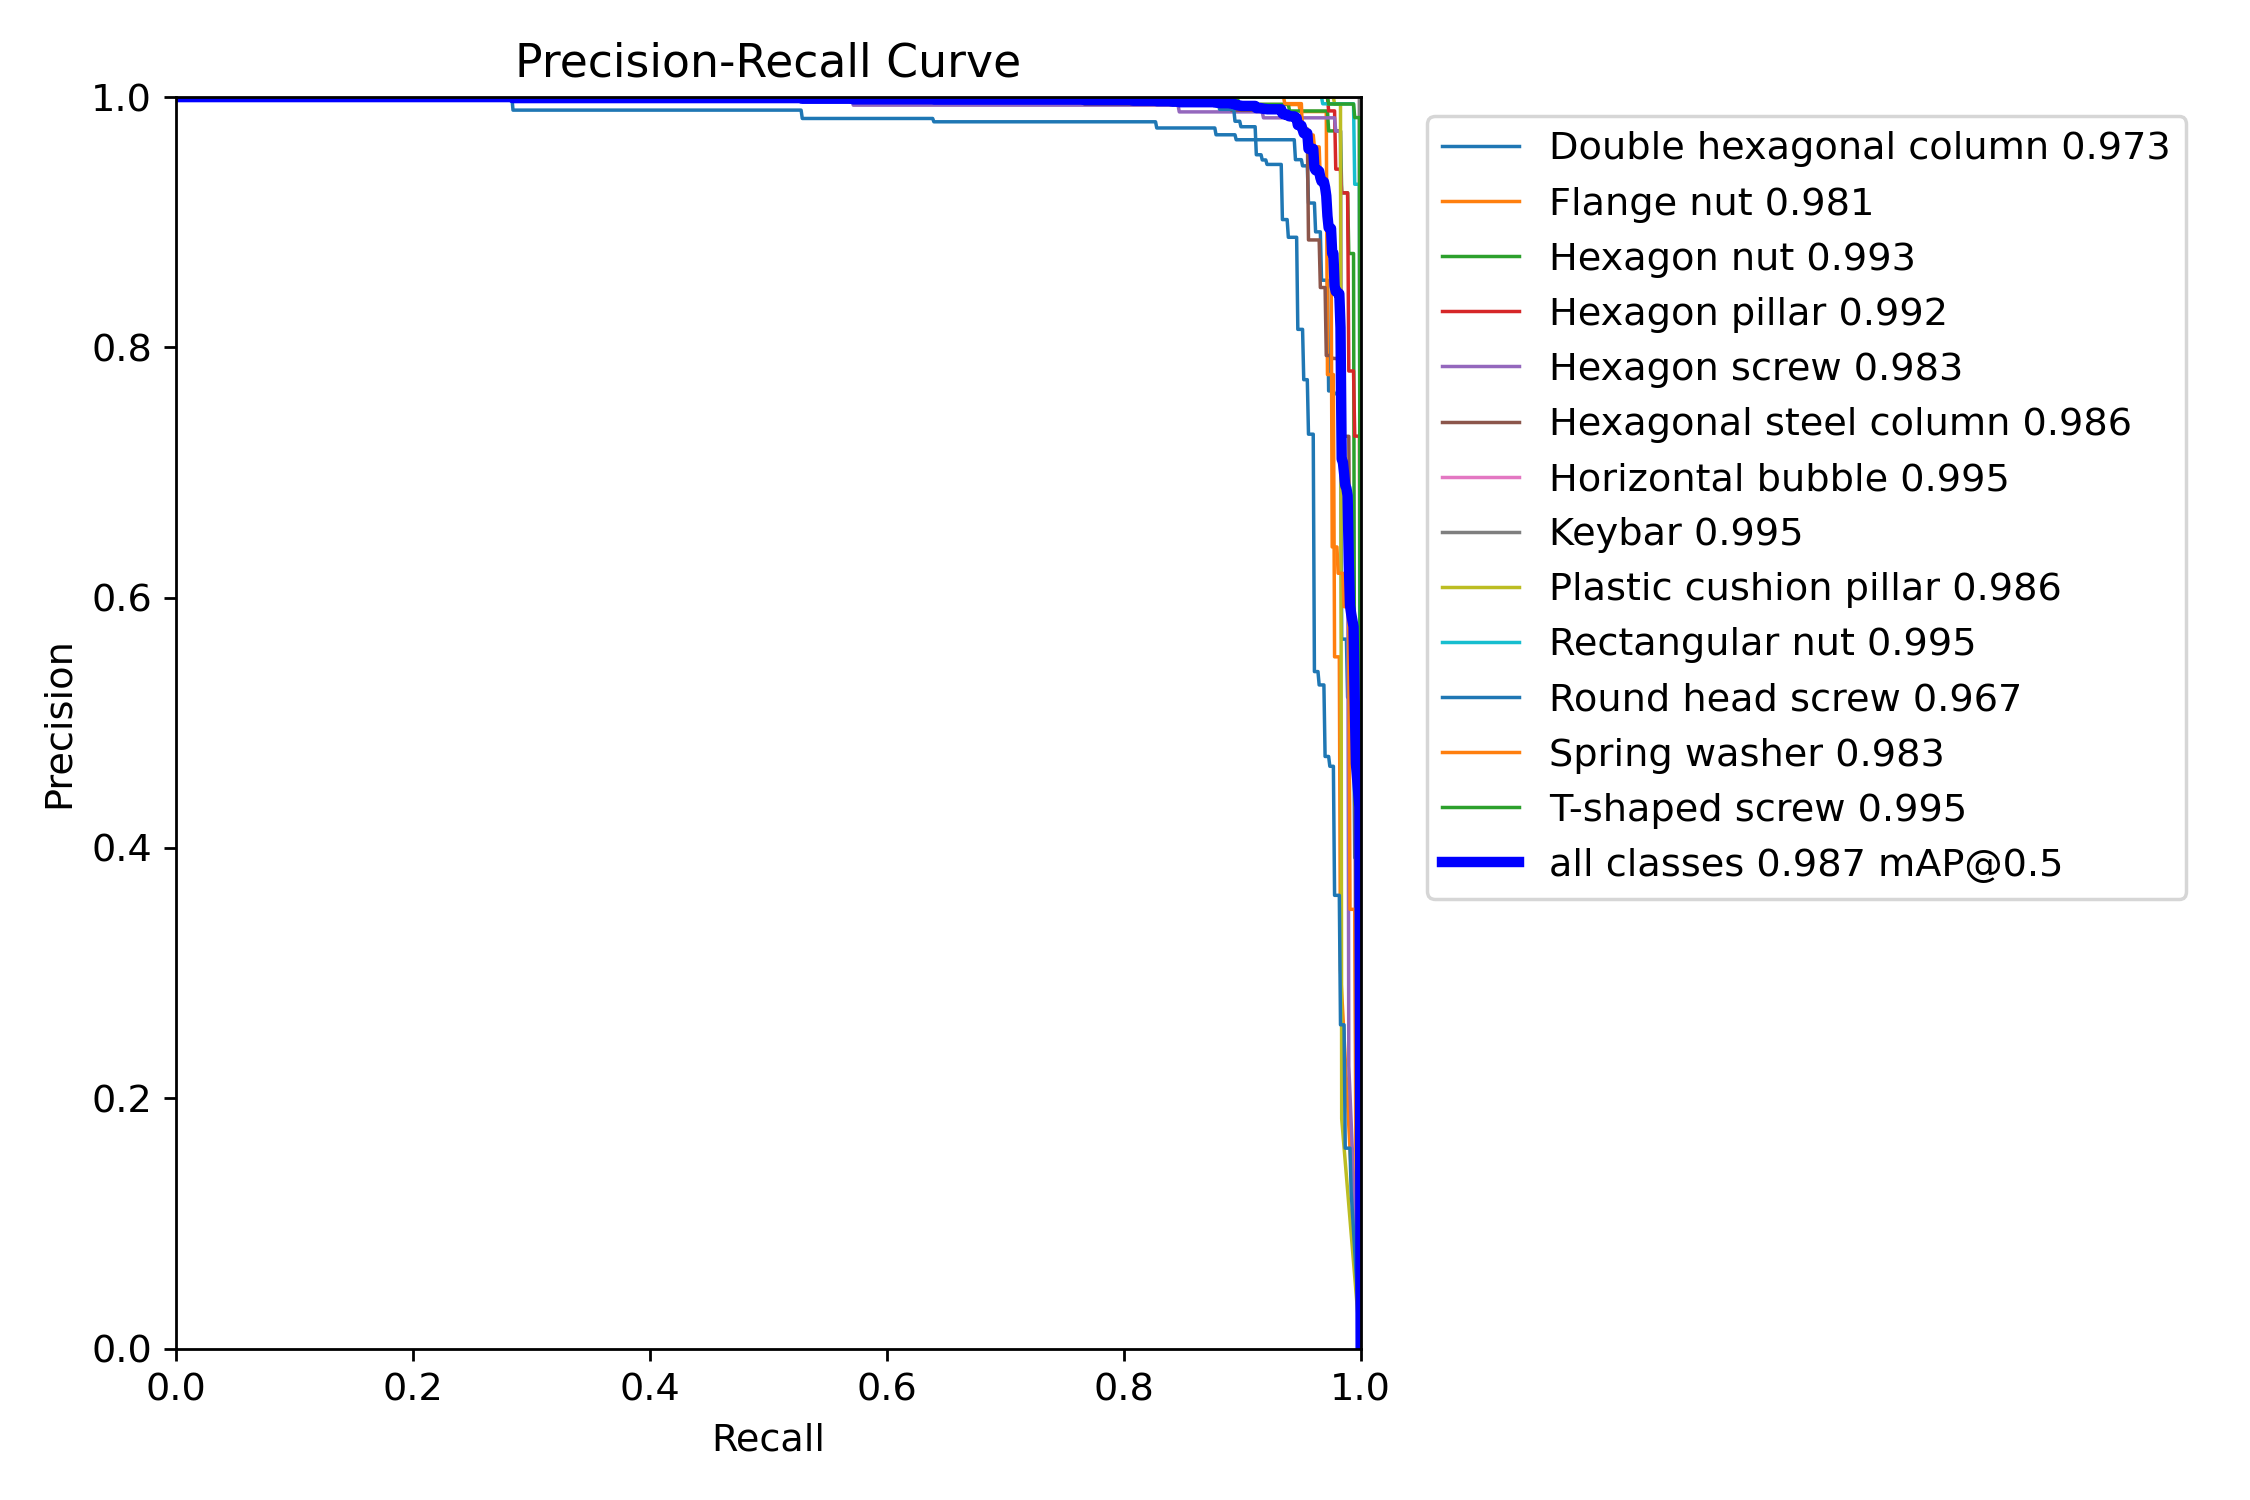 Precision-Recall Curve
1.0
0.8
0.6
0.4
0.2
0.0
Precision
0.0 0.2 0.4 0.6 0.8 1.0
Recall
Double hexagonal column 0.973
Flange nut 0.981
Hexagon nut 0.993
Hexagon pillar 0.992
Hexagon screw 0.983
Hexagonal steel column 0.986
Horizontal bubble 0.995
Keybar 0.995
Plastic cushion pillar 0.986
Rectangular nut 0.995
Round head screw 0.967
Spring washer 0.983
T-shaped screw 0.995
all classes 0.987 mAP@0.5